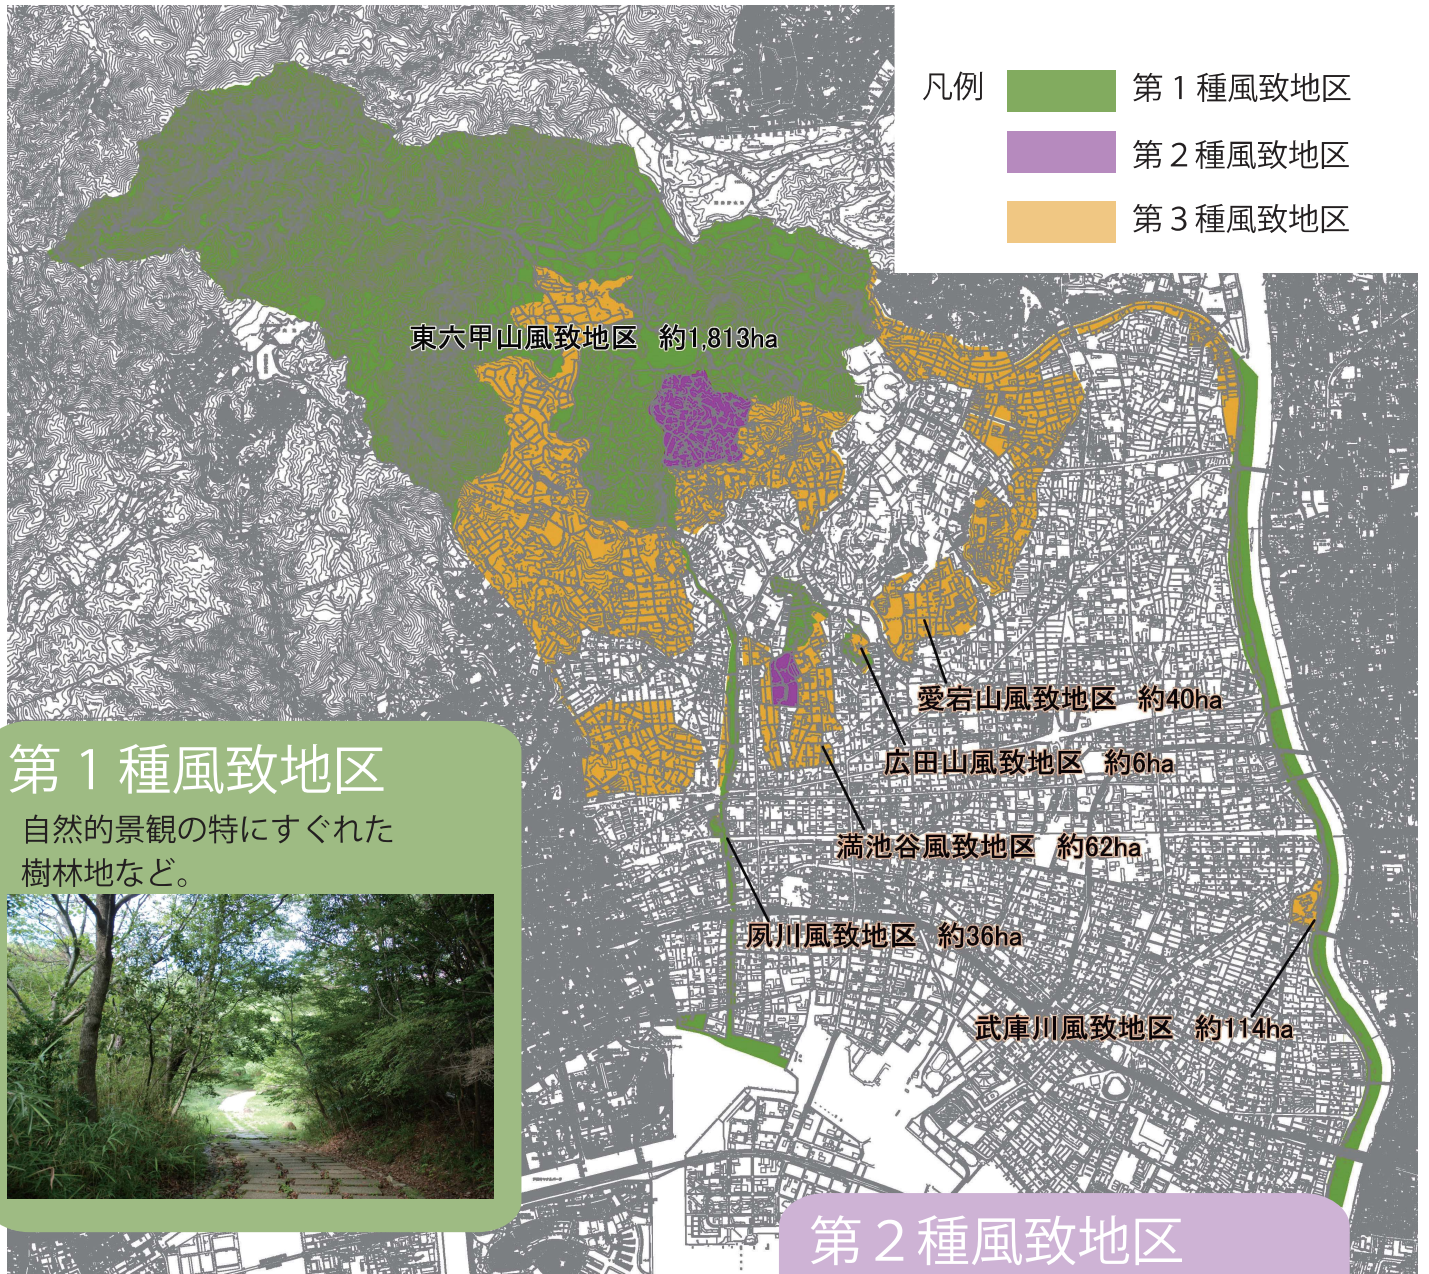 凡例
第1種風致地区
第2種風致地区
第3種風致地区
東六甲山風致地区 約1,813ha
愛宕山風致地区 約40ha
広田山風致地区 約6ha
満池谷風致地区 約62ha
夙川風致地区 約36ha
武庫川風致地区 約114ha
第1種風致地区
自然的景観の特にすぐれた
樹林地など。
第2種風致地区